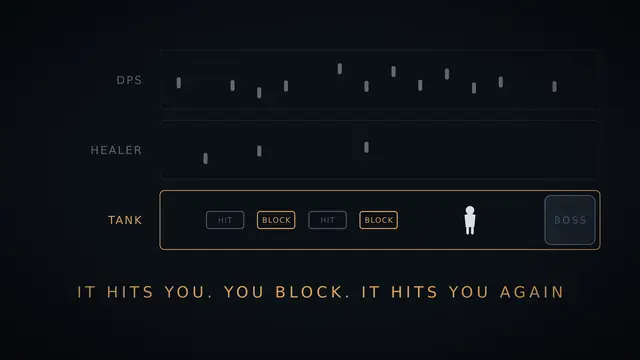 DPS
HEALER
TANK
HIT BLOCK HIT BLOCK
BOSS
IT HITS YOU. YOU BLOCK. IT HITS YOU AGAIN